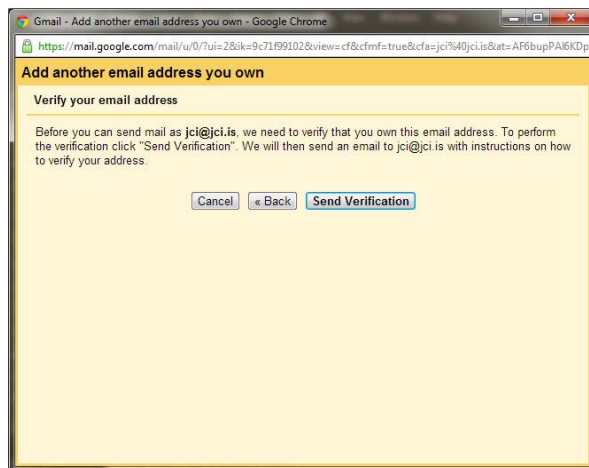 Gmail - Add another email address you own - Google Chrome
https://mail.google.com/mail/u/0/?ui=2&ik=9c71f99102&view=cf&cfmf=true&cfa=jci%40jci.is&at=AF6bupPAI6KDp
Add another email address you own
Verify your email address
Before you can send mail as jci@jci.is, we need to verify that you own this email address. To perform
the verification click "Send Verification". We will then send an email to jci@jci.is with instructions on how
to verify your address.
Cancel « Back Send Verification